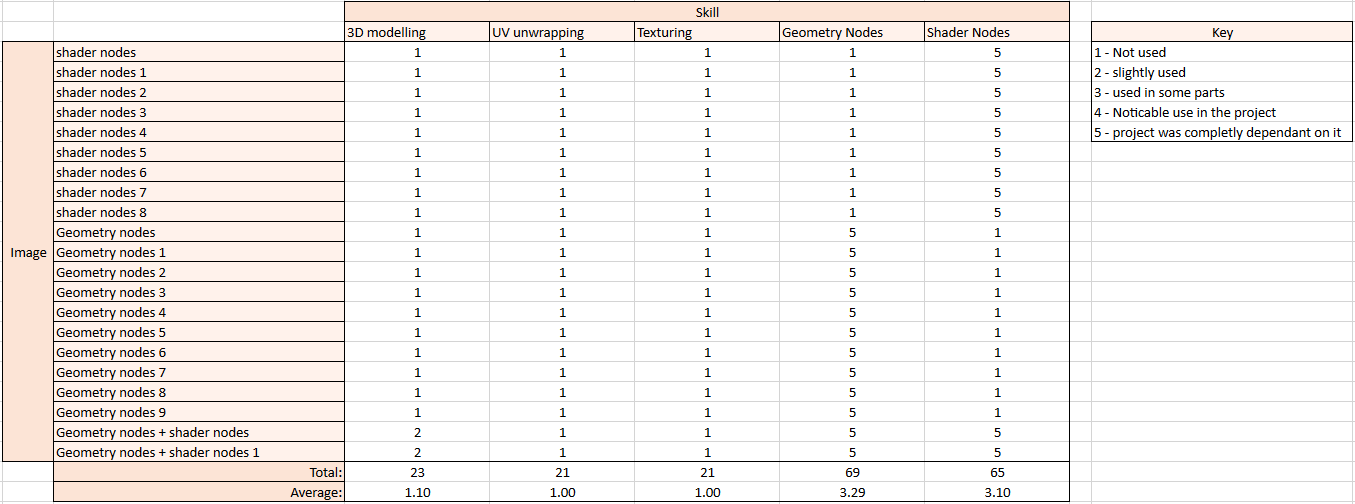 Skill
3D modelling UV unwrapping Texturing Geometry Nodes Shader Nodes Key
shader nodes 1 1 1 1 5 1 - Not used
shader nodes 1 1 1 1 1 5 2 - slightly used
shader nodes 2 1 1 1 1 5 3 - used in some parts
shader nodes 3 1 1 1 1 5 4 - Noticable use in the project
shader nodes 4 1 1 1 1 5 5 - project was completly dependant on it
shader nodes 5 1 1 1 1 5
shader nodes 6 1 1 1 1 5
shader nodes 7 1 1 1 1 5
shader nodes 8 1 1 1 1 5
Geometry nodes 1 1 1 5 1
Image Geometry nodes 1 1 1 1 5 1
Geometry nodes 2 1 1 1 5 1
Geometry nodes 3 1 1 1 5 1
Geometry nodes 4 1 1 1 5 1
Geometry nodes 5 1 1 1 5 1
Geometry nodes 6 1 1 1 5 1
Geometry nodes 7 1 1 1 5 1
Geometry nodes 8 1 1 1 5 1
Geometry nodes 9 1 1 1 5 1
Geometry nodes + shader nodes 2 1 1 5 5
Geometry nodes + shader nodes 1 2 1 1 5 5
Total: 23 21 21 69 65
Average: 1.10 1.00 1.00 3.29 3.10